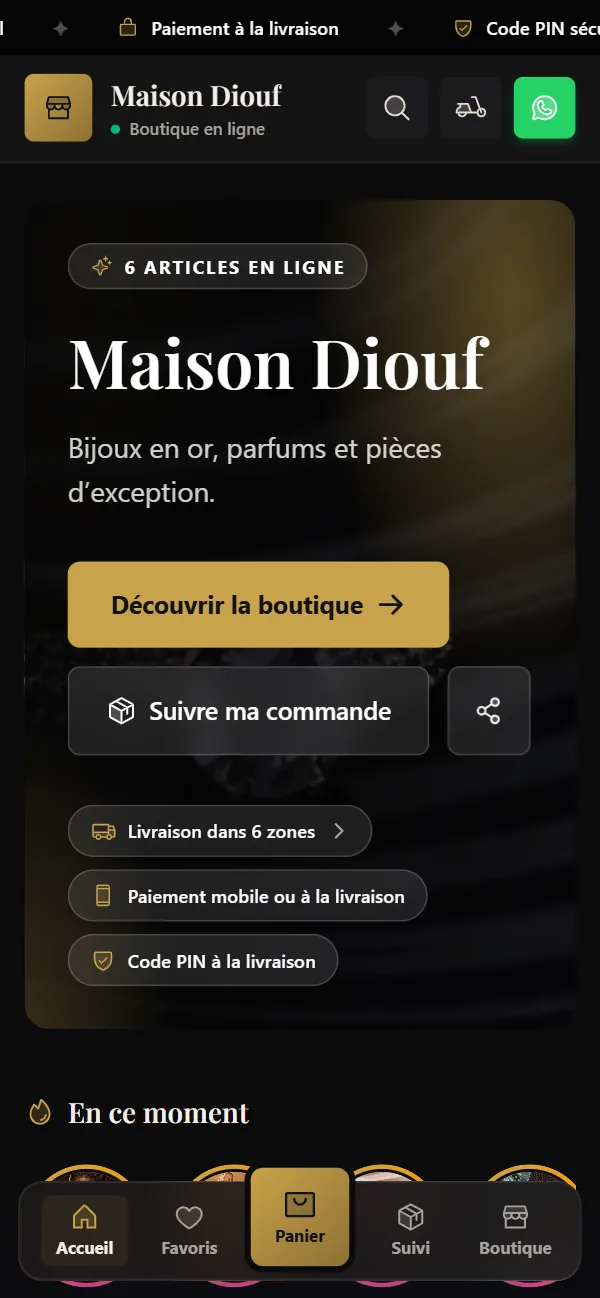 Paiement à la livraison
Code PIN
Maison Diouf
Boutique en ligne
6 ARTICLES EN LIGNE
Maison Diouf
Bijoux en or, parfums et pièces
d’exception.
Découvrir la boutique
Suivre ma commande
Livraison dans 6 zones
Paiement mobile ou à la livraison
Code PIN à la livraison
En ce moment
Accueil
Favoris
Panier
Suivi
Boutique